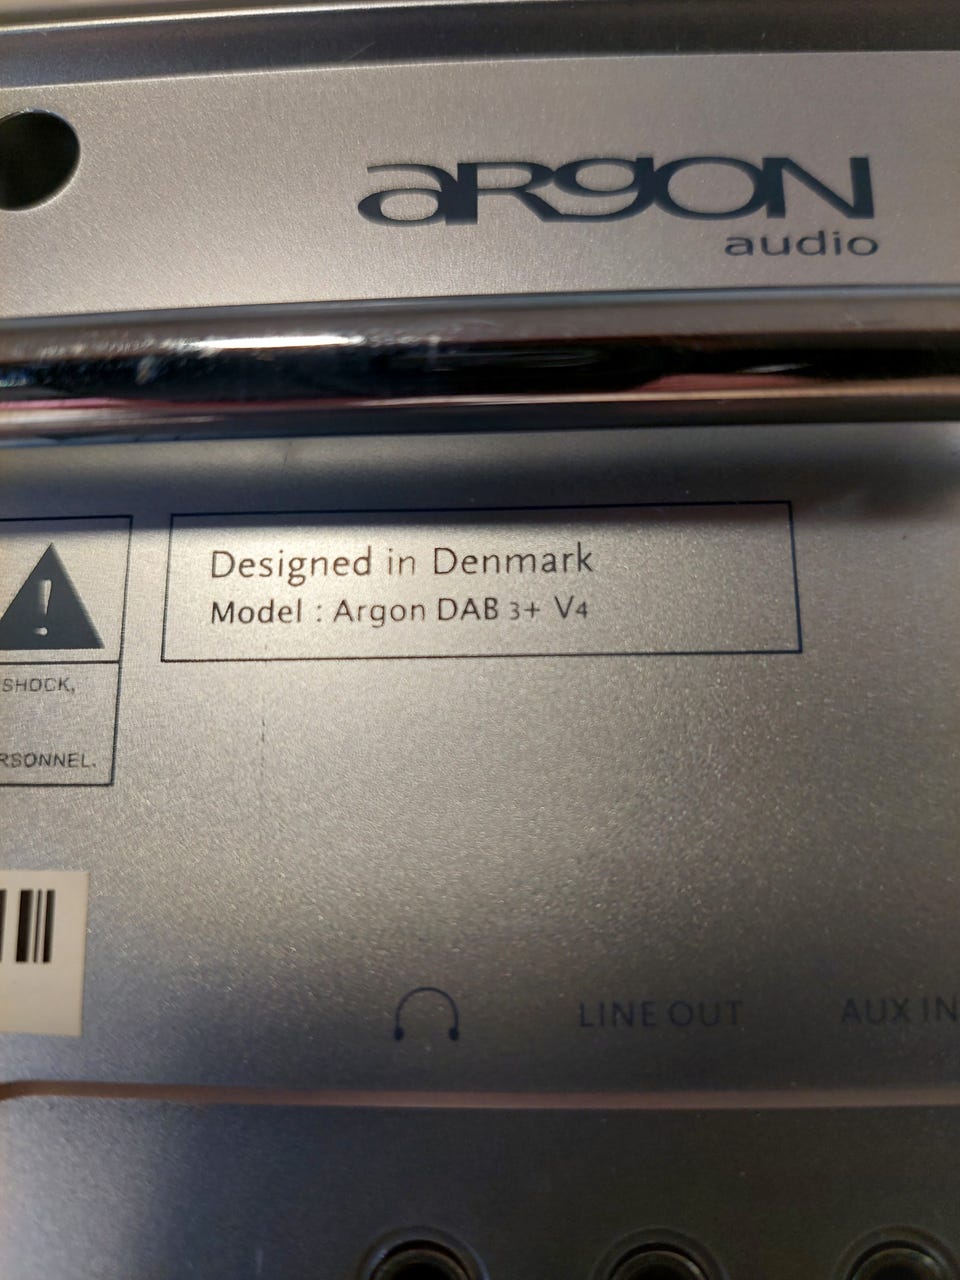 aRgON
audio
Designed in Denmark
Model : Argon DAB 3+ V4
SHOCK,
RSONNEL.
LINE OUT
AUX IN